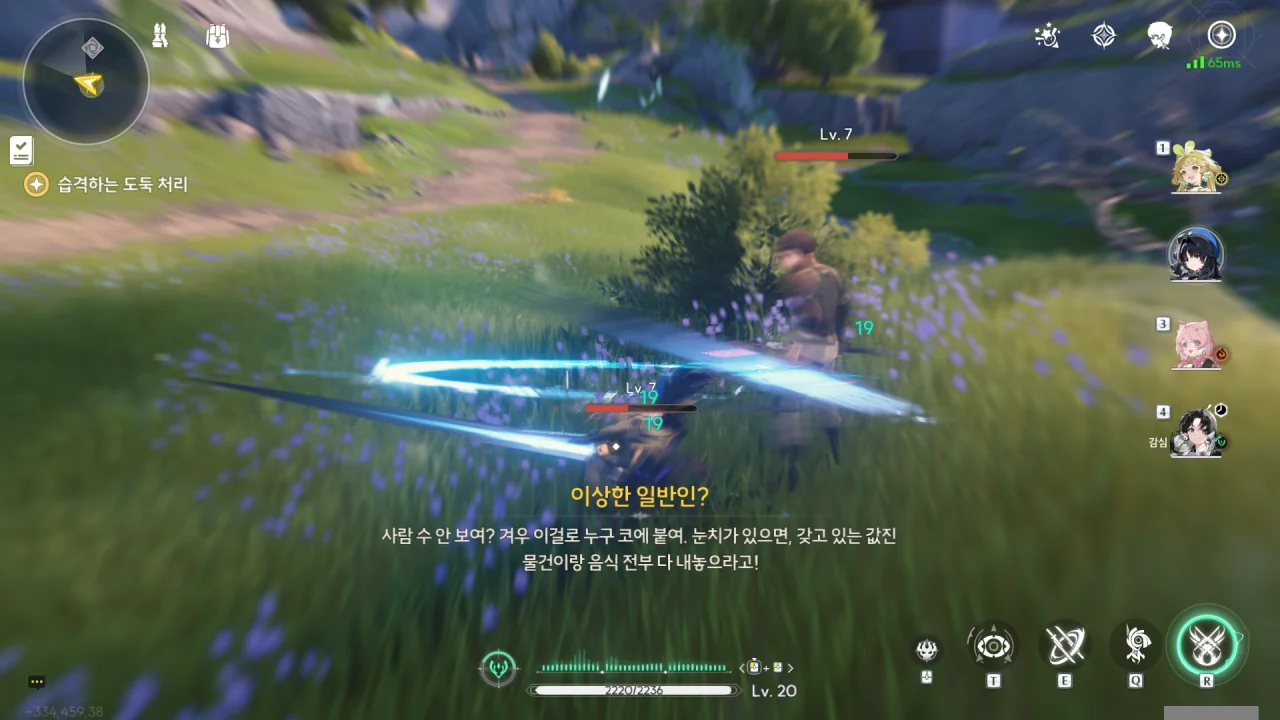 65ms
Lv. 7
1
습격하는 도둑 처리
3
19
Lv. 7
19
19
4
감심
이상한 일반인?
사람 수 안 보여? 겨우 이걸로 누구 코에 붙여. 눈치가 있으면, 갖고 있는 값진
물건이랑 음식 전부 다 내놓으라고!
2220/2236
Lv. 20
T
E
Q
R
-334,459,38